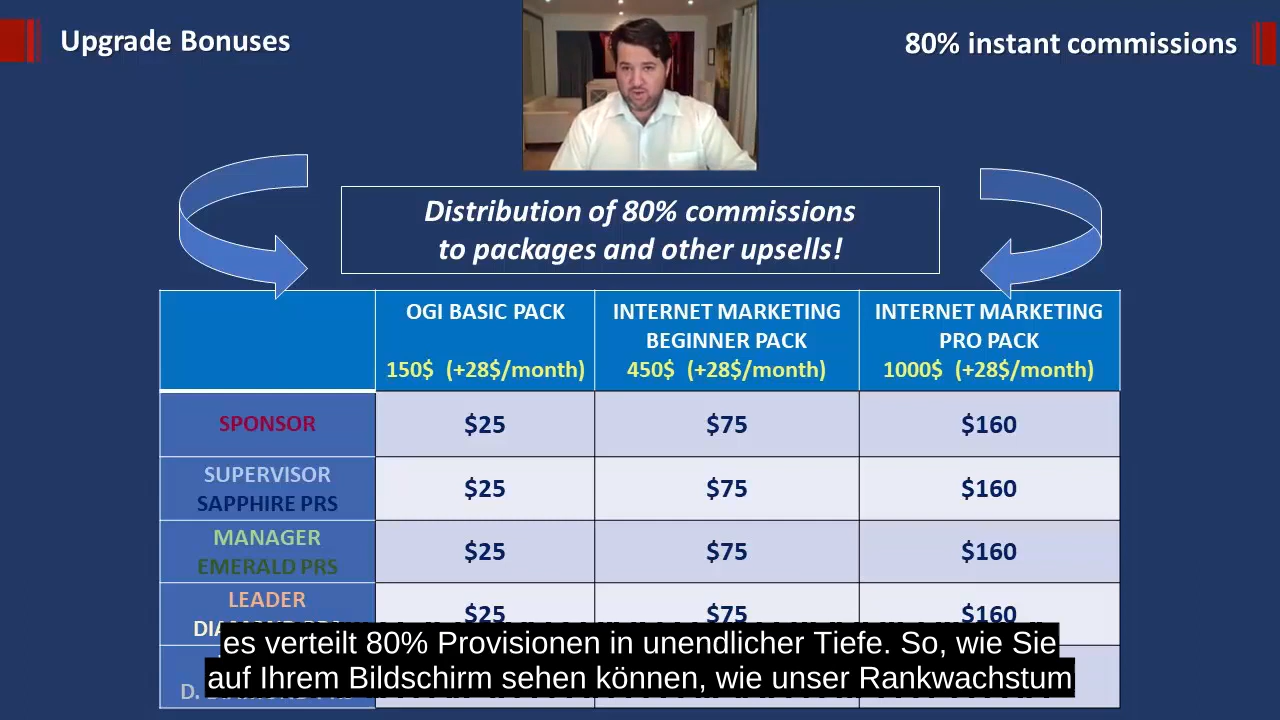 Upgrade Bonuses
80% instant commissions
Distribution of 80% commissions
to packages and other upsells!
OGI BASIC PACK
150$ (+28$/month)
INTERNET MARKETING
BEGINNER PACK
450$ (+28$/month)
INTERNET MARKETING
PRO PACK
1000$ (+28$/month)
SPONSOR
$25
$75
$160
SUPERVISOR
SAPPHIRE PRS
$25
$75
$160
MANAGER
EMERALD PRS
$25
$75
$160
LEADER
$25
$75
$160
es verteilt 80% Provisionen in unendlicher Tiefe. So, wie Sie
auf Ihrem Bildschirm sehen können, wie unser Rankwachstum